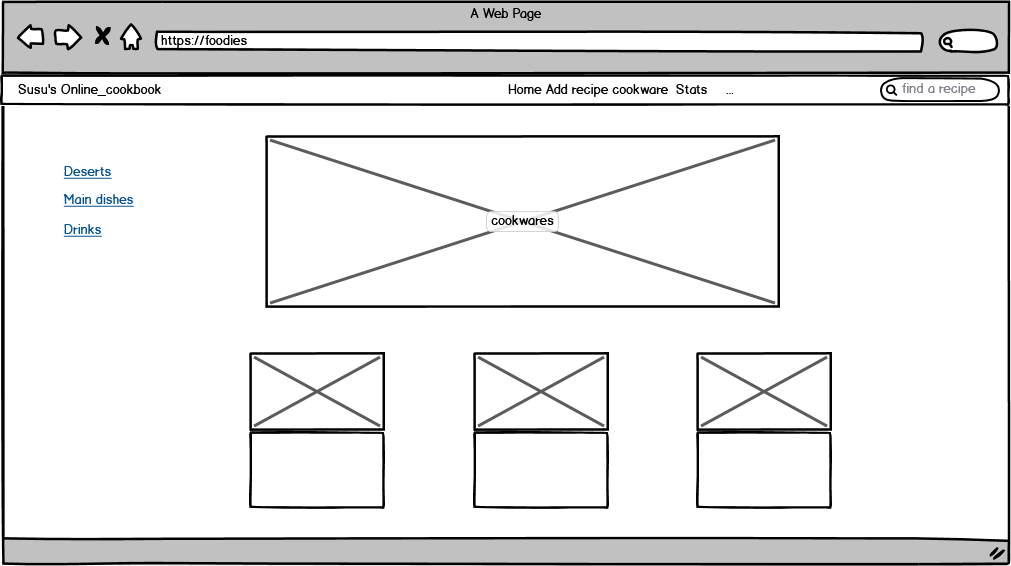 A Web Page
https://foodies
Susu's Online_cookbook
Home Add recipe cookware Stats ...
find a recipe
Deserts
Main dishes
Drinks
cookwares